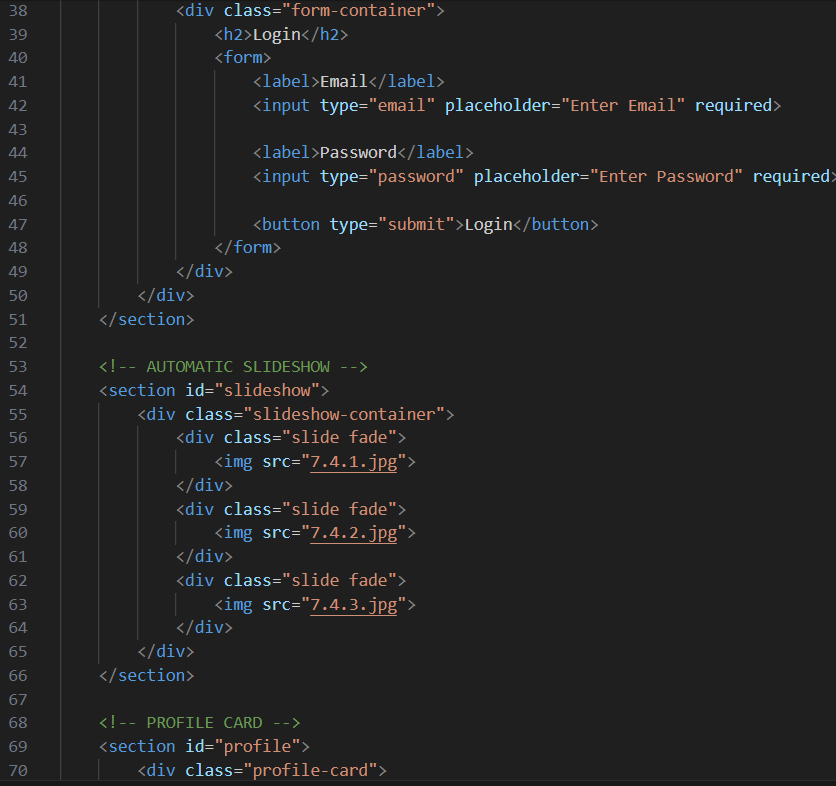 38 <div class="form-container">
39 <h2>Login</h2>
40 <form>
41 <label>Email</label>
42 <input type="email" placeholder="Enter Email" required>
43
44 <label>Password</label>
45 <input type="password" placeholder="Enter Password" required>
46
47 <button type="submit">Login</button>
48 </form>
49 </div>
50 </div>
51 </section>
52
53 <!-- AUTOMATIC SLIDESHOW -->
54 <section id="slideshow">
55 <div class="slideshow-container">
56 <div class="slide fade">
57 <img src="7.4.1.jpg">
58 </div>
59 <div class="slide fade">
60 <img src="7.4.2.jpg">
61 </div>
62 <div class="slide fade">
63 <img src="7.4.3.jpg">
64 </div>
65 </div>
66 </section>
67
68 <!-- PROFILE CARD -->
69 <section id="profile">
70 <div class="profile-card">